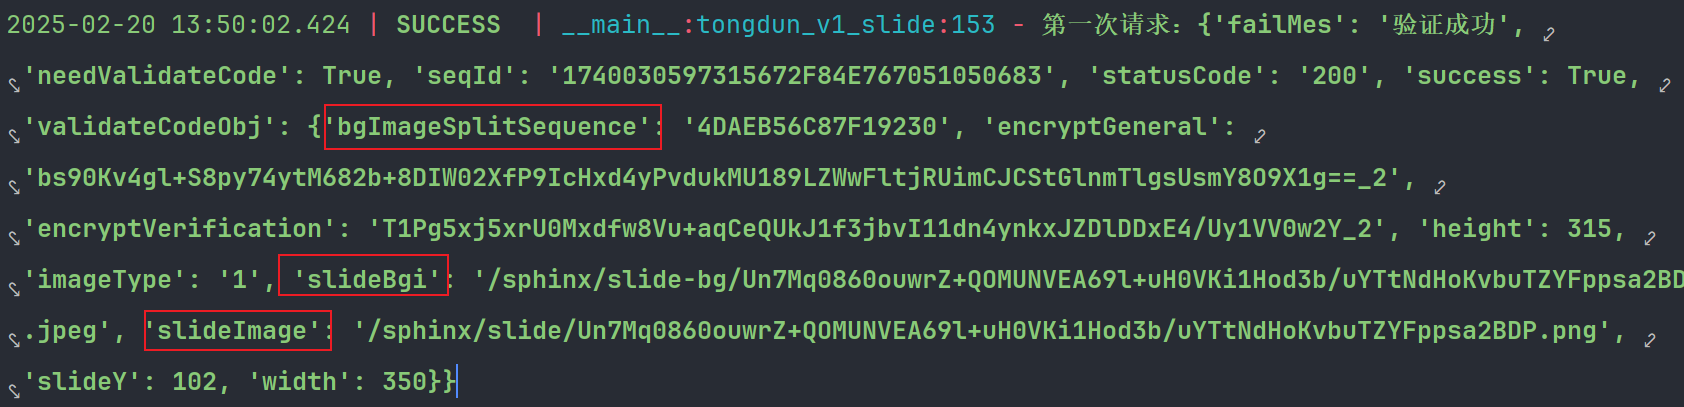 2025-02-20 13:50:02.424 | SUCCESS  | __main__:tongdun_v1_slide:153 - 第一次请求: {'failMes': '验证成功',
'needValidateCode': True, 'seqId': '1740030597315672F84E767051050683', 'statusCode': '200', 'success': True,
'validateCodeObj': {'bgImageSplitSequence': '4DAEB56C87F19230', 'encryptGeneral':
'bs90Kv4gl+S8py74ytM682b+8DIW02XfP9IcHxd4yPvdukMU189LZWwFltjRUimCJCStGlnmTlgsUsmY8O9X1g==_2',
'encryptVerification': 'T1Pg5xj5xrU0Mxdfw8Vu+aqCeQUkJ1f3jbvI11dn4ynkxJZDlDDxE4/Uy1VV0w2Y_2', 'height': 315,
'imageType': '1', 'slideBgi': '/sphinx/slide-bg/Un7Mq0860ouwrZ+QOMUNVEA69l+uH0VKi1Hod3b/uYTtNdHoKvbuTZYFppsa2BD
.jpeg', 'slideImage': '/sphinx/slide/Un7Mq0860ouwrZ+QOMUNVEA69l+uH0VKi1Hod3b/uYTtNdHoKvbuTZYFppsa2BDP.png',
'slideY': 102, 'width': 350}}